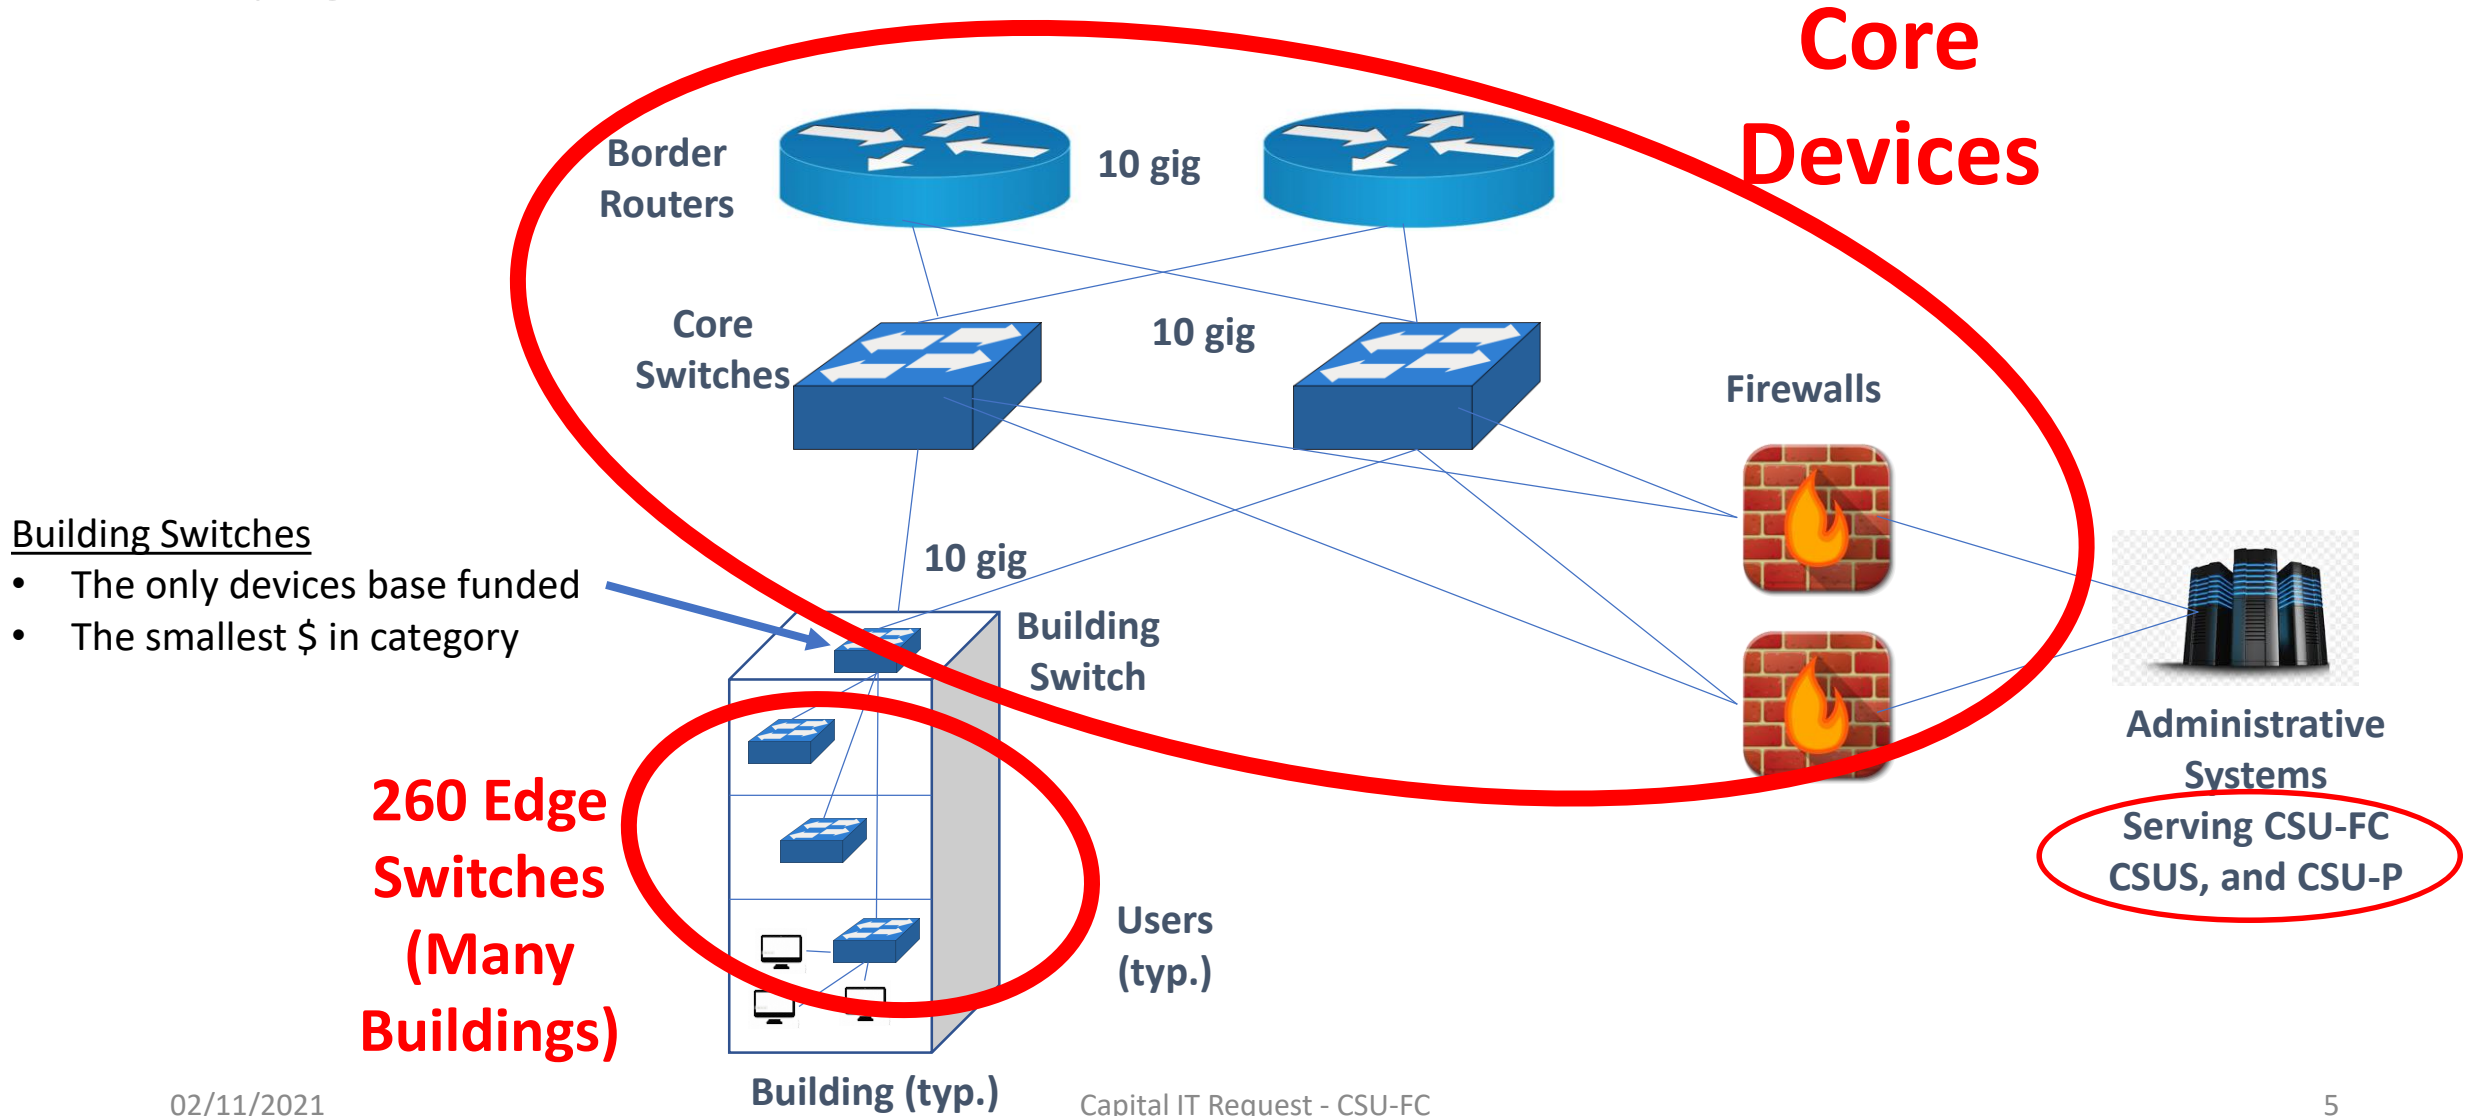 Core
Devices
Border
Routers
10 gig
Core
Switches
10 gig
Firewalls
Building Switches
• The only devices base funded
• The smallest $ in category
10 gig
Building
Switch
Administrative
Systems
Serving CSU-FC
CSUS, and CSU-P
260 Edge
Switches
(Many
Buildings)
Users
(typ.)
Building (typ.)
02/11/2021
Capital IT Request - CSU-FC
5